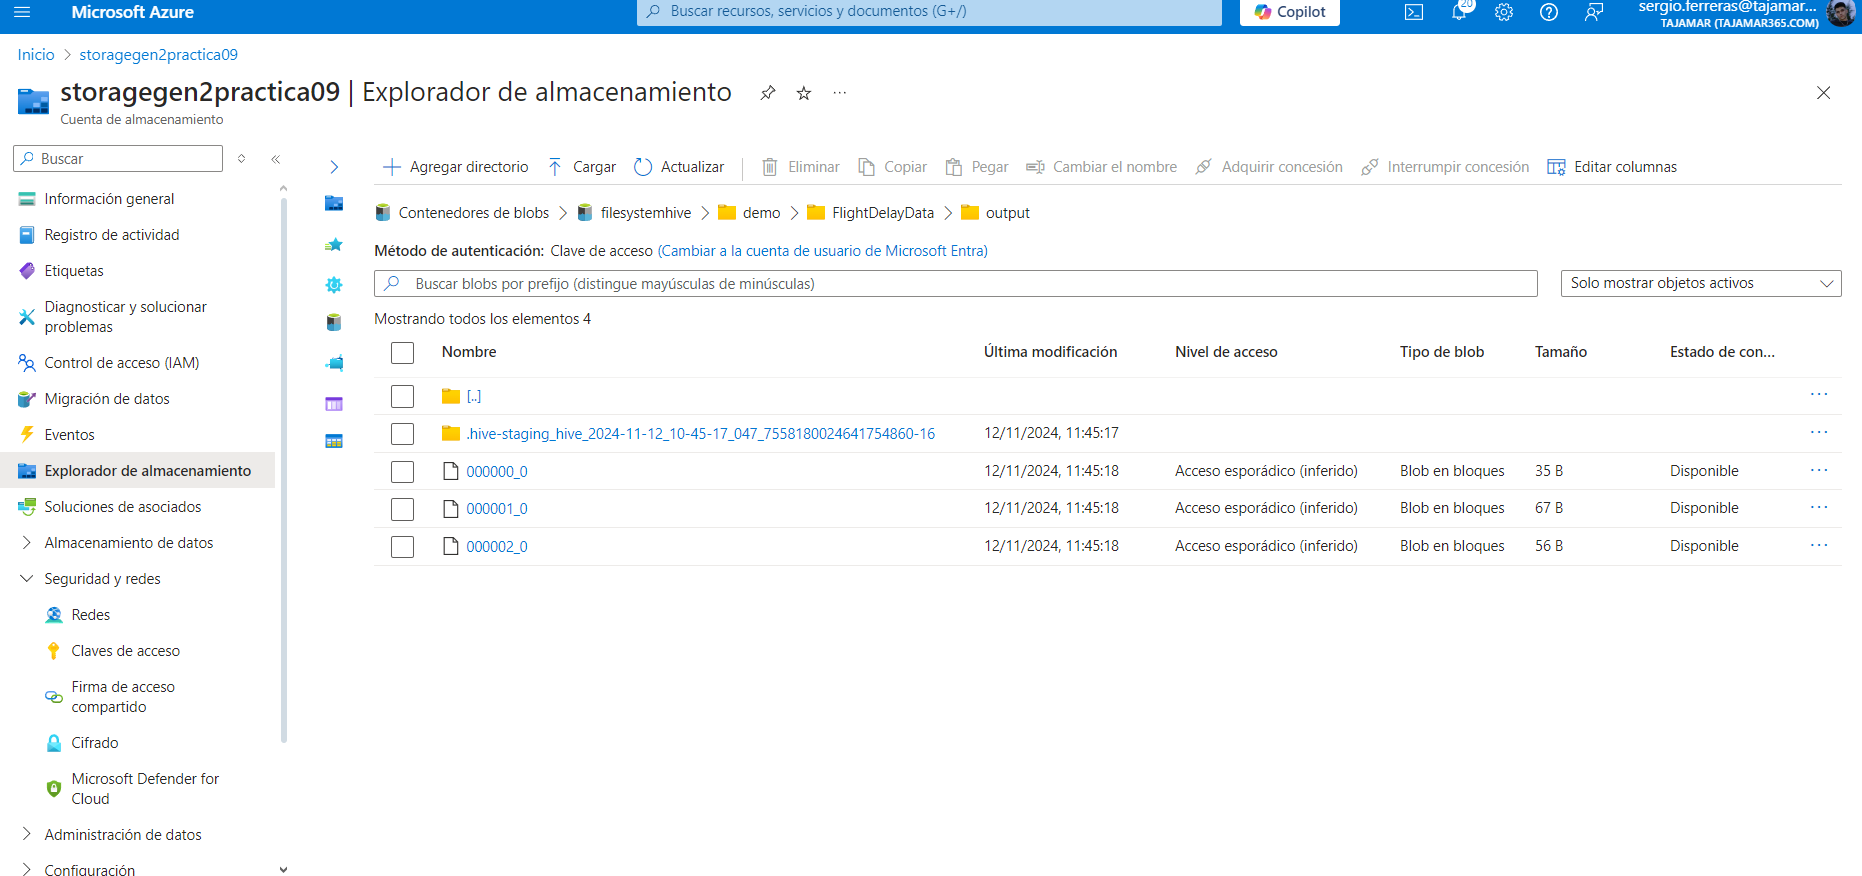 Microsoft Azure
Buscar recursos, servicios y documentos (G+/)
Copilot
20
sergio.ferreras@tajamar...
TAJAMAR (TAJAMAR365.COM)
Inicio > storagegen2practica09
storagegen2practica09 | Explorador de almacenamiento
Cuenta de almacenamiento
Buscar
Información general
Registro de actividad
Etiquetas
Diagnosticar y solucionar
problemas
Control de acceso (IAM)
Migración de datos
Eventos
Explorador de almacenamiento
Soluciones de asociados
Almacenamiento de datos
Seguridad y redes
Redes
Claves de acceso
Firma de acceso
compartido
Cifrado
Microsoft Defender for
Cloud
Administración de datos
Configuración
Agregar directorio Cargar Actualizar Eliminar Copiar Pegar Cambiar el nombre Adquirir concesión Interrumpir concesión Editar columnas
Contenedores de blobs > filesystemhive > demo > FlightDelayData > output
Método de autenticación: Clave de acceso (Cambiar a la cuenta de usuario de Microsoft Entra)
Buscar blobs por prefijo (distingue mayúsculas de minúsculas)
Solo mostrar objetos activos
Mostrando todos los elementos 4
Nombre Última modificación Nivel de acceso Tipo de blob Tamaño Estado de con...
[..]
.hive-staging_hive_2024-11-12_10-45-17_047_7558180024641754860-16 12/11/2024, 11:45:17
000000_0 12/11/2024, 11:45:18 Acceso esporádico (inferido) Blob en bloques 35 B Disponible
000001_0 12/11/2024, 11:45:18 Acceso esporádico (inferido) Blob en bloques 67 B Disponible
000002_0 12/11/2024, 11:45:18 Acceso esporádico (inferido) Blob en bloques 56 B Disponible